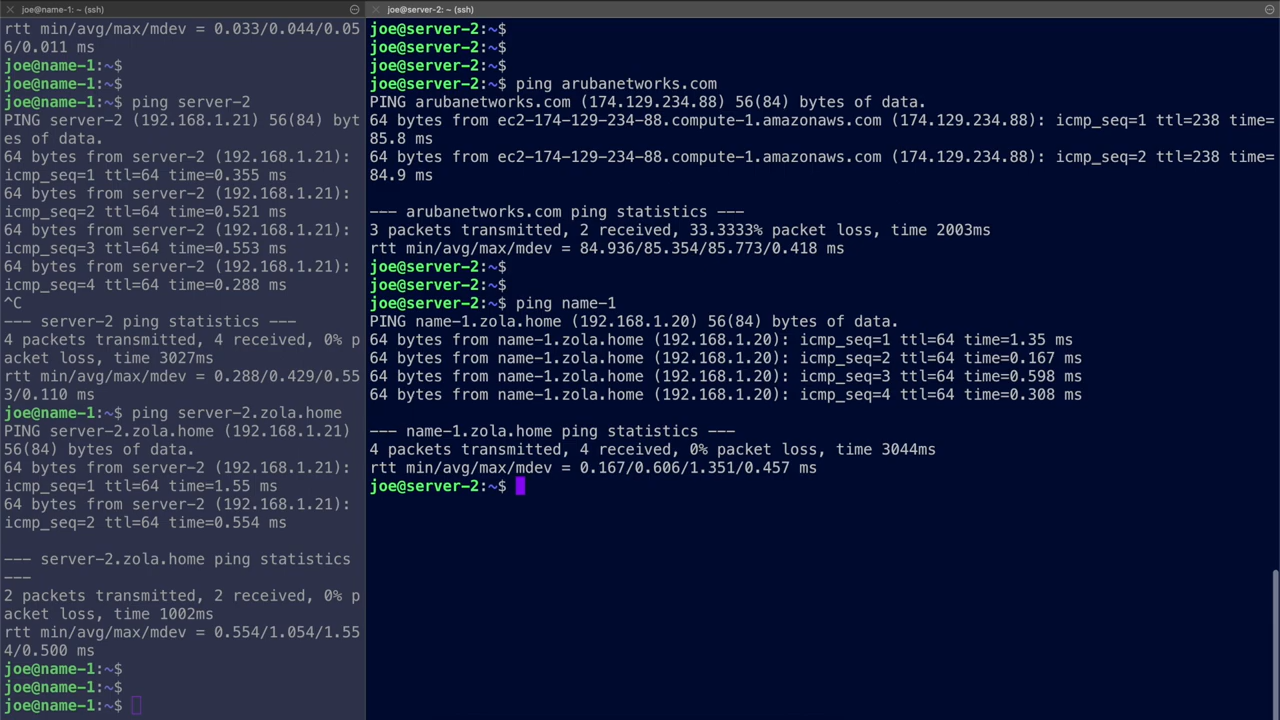 joe@name-1: ~ (ssh)
rtt min/avg/max/mdev = 0.033/0.044/0.05
6/0.011 ms
joe@name-1:~$
joe@name-1:~$
joe@name-1:~$ ping server-2
PING server-2 (192.168.1.21) 56(84) byt
es of data.
64 bytes from server-2 (192.168.1.21):
icmp_seq=1 ttl=64 time=0.355 ms
64 bytes from server-2 (192.168.1.21):
icmp_seq=2 ttl=64 time=0.521 ms
64 bytes from server-2 (192.168.1.21):
icmp_seq=3 ttl=64 time=0.553 ms
64 bytes from server-2 (192.168.1.21):
icmp_seq=4 ttl=64 time=0.288 ms
^C
--- server-2 ping statistics ---
4 packets transmitted, 4 received, 0% p
acket loss, time 3027ms
rtt min/avg/max/mdev = 0.288/0.429/0.55
3/0.110 ms
joe@name-1:~$ ping server-2.zola.home
PING server-2.zola.home (192.168.1.21)
56(84) bytes of data.
64 bytes from server-2 (192.168.1.21):
icmp_seq=1 ttl=64 time=1.55 ms
64 bytes from server-2 (192.168.1.21):
icmp_seq=2 ttl=64 time=0.554 ms
--- server-2.zola.home ping statistics
---
2 packets transmitted, 2 received, 0% p
acket loss, time 1002ms
rtt min/avg/max/mdev = 0.554/1.054/1.55
4/0.500 ms
joe@name-1:~$
joe@name-1:~$
joe@name-1:~$
joe@server-2: ~ (ssh)
joe@server-2:~$
joe@server-2:~$
joe@server-2:~$
joe@server-2:~$ ping arubanetworks.com
PING arubanetworks.com (174.129.234.88) 56(84) bytes of data.
64 bytes from ec2-174-129-234-88.compute-1.amazonaws.com (174.129.234.88): icmp_seq=1 ttl=238 time=
85.8 ms
64 bytes from ec2-174-129-234-88.compute-1.amazonaws.com (174.129.234.88): icmp_seq=2 ttl=238 time=
84.9 ms
--- arubanetworks.com ping statistics ---
3 packets transmitted, 2 received, 33.3333% packet loss, time 2003ms
rtt min/avg/max/mdev = 84.936/85.354/85.773/0.418 ms
joe@server-2:~$
joe@server-2:~$
joe@server-2:~$ ping name-1
PING name-1.zola.home (192.168.1.20) 56(84) bytes of data.
64 bytes from name-1.zola.home (192.168.1.20): icmp_seq=1 ttl=64 time=1.35 ms
64 bytes from name-1.zola.home (192.168.1.20): icmp_seq=2 ttl=64 time=0.167 ms
64 bytes from name-1.zola.home (192.168.1.20): icmp_seq=3 ttl=64 time=0.598 ms
64 bytes from name-1.zola.home (192.168.1.20): icmp_seq=4 ttl=64 time=0.308 ms
--- name-1.zola.home ping statistics ---
4 packets transmitted, 4 received, 0% packet loss, time 3044ms
rtt min/avg/max/mdev = 0.167/0.606/1.351/0.457 ms
joe@server-2:~$